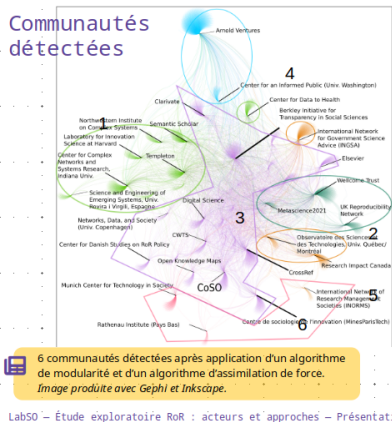 Communautés
détectées
Arnold Ventures
4
Center for an Informed Public (Univ. Washington)
Clarivate
Center for Data to Health
Berkeley Initiative for
Transparency in Social Sciences
1
Northwestern Institute
on Complex Systems
Semantic Scholar
Laboratory for Innovation
Science at Harvard
International Network
for Government Science
Advice (INGSA)
Center for Complex
Networks and
Systems Research,
Indiana Univ.
Templeton
Elsevier
Wellcome Trust
Science and Engineering of
Emerging Systems, Univ.
Rovira i Virgili, Espagne
Digital Science
Metascience2021
UK Reproducibility
Network
3
Networks, Data, and Society
(Univ. Copenhagen)
CWTS
2
Observatoire des Sciences et
des Technologies, Univ. Québec/
Montréal
Center for Danish Studies on RoR Policy
Open Knowledge Maps
Research Impact Canada
CrossRef
Munich Center for Technology in Society
CoSO
International Network of
Research Management
Societies (INORMS)
5
Rathenau Institute (Pays Bas)
Centre de sociologie de l'innovation (MinesParisTech)
6
6 communautés détectées après application d'un algorithme
de modularité et d'un algorithme d'assimilation de force.
Image produite avec Gephi et Inkscape.
LabSO — Étude exploratoire RoR : acteurs et approches — Présentati